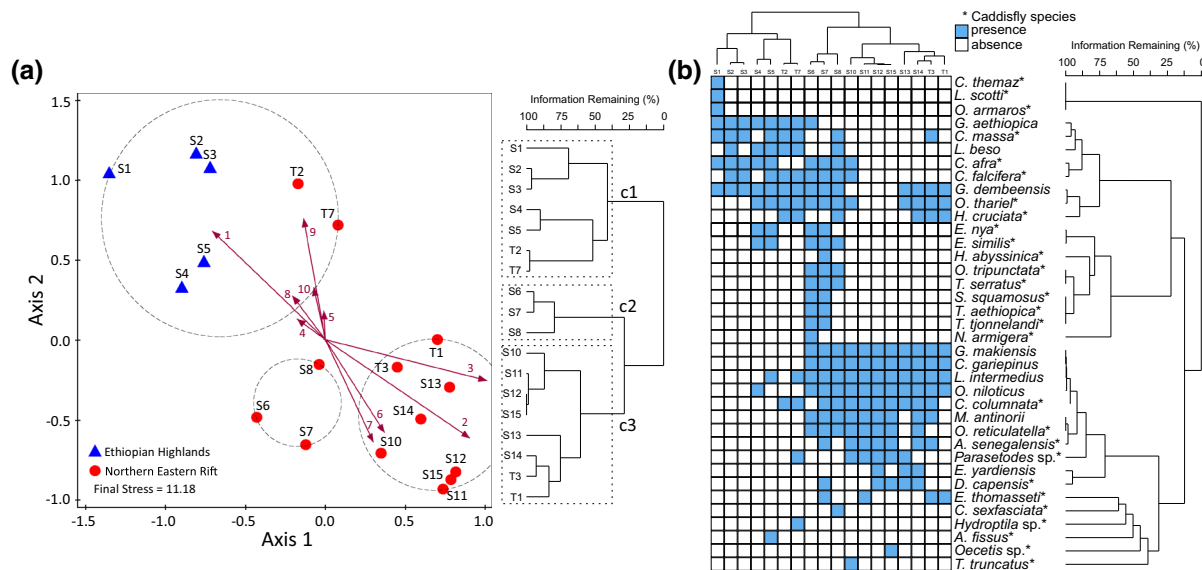 (a)
1.5
1.0
0.5
0.0
-0.5
-1.0
Axis 2
-1.5
-1.0
-0.5
0.0
0.5
1.0
Axis 1
S1
S2
S3
T2
T7
S5
S4
1
9
8
10
5
4
3
2
6
7
T1
T3
S13
S8
S14
S6
S7
S10
S12
S15
S11
Ethiopian Highlands
Northern Eastern Rift
Final Stress = 11.18
Information Remaining (%)
100
75
50
25
0
S1
S2
S3
S4
S5
T2
T7
S6
S7
S8
S10
S11
S12
S15
S13
S14
T3
T1
c1
c2
c3
(b)
* Caddisfly species
presence
absence
S1 S2 S3 S4 S5 T2 T7 S6 S7 S8 S10 S11 S12 S15 S13 S14 T3 T1
Information Remaining (%)
100 75 50 25 0
C. themaz*
L. scotti*
O. armaros*
G. aethiopica
C. massa*
L. beso
C. afra*
C. falcifera*
G. dembeensis
O. thariel*
H. cruciata*
E. nya*
E. similis*
H. abyssinica*
O. tripunctata*
T. serratus*
S. squamosus*
T. aethiopica*
T. tjonnelandi*
N. armigera*
G. makiensis
C. gariepinus
L. intermedius
O. niloticus
C. columnata*
M. antinorii
O. reticulatella*
A. senegalensis*
Parasetodes sp.*
E. yardiensis
D. capensis*
E. thomasseti*
C. sexfasciata*
Hydroptila sp.*
A. fissus*
Oecetis sp.*
T. truncatus*